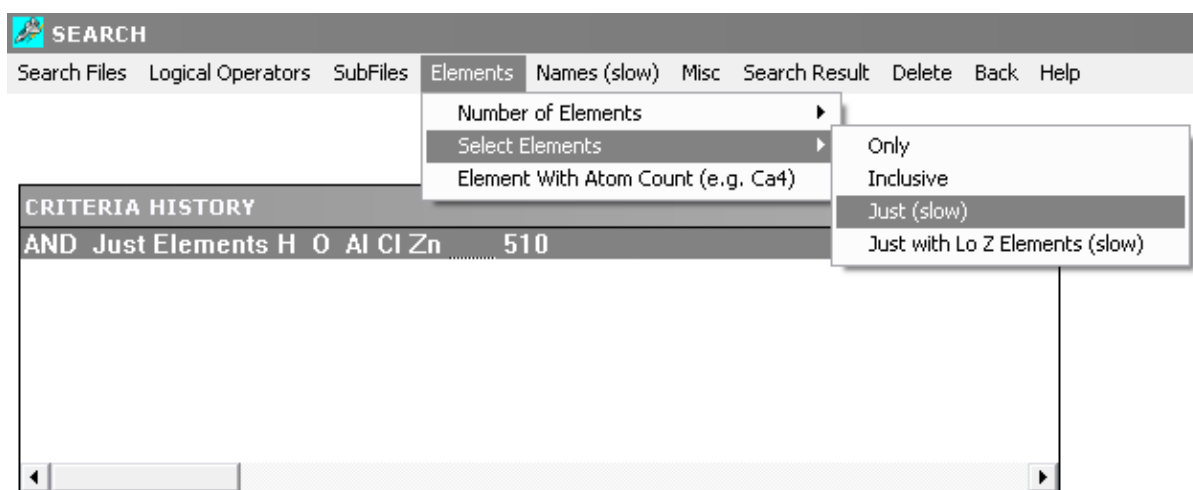 SEARCH
Search Files Logical Operators SubFiles Elements Names (slow) Misc Search Result Delete Back Help
Number of Elements
Select Elements
Element With Atom Count (e.g. Ca4)
Only
Inclusive
Just (slow)
Just with Lo Z Elements (slow)
CRITERIA HISTORY
AND Just Elements H O Al Cl Zn 510